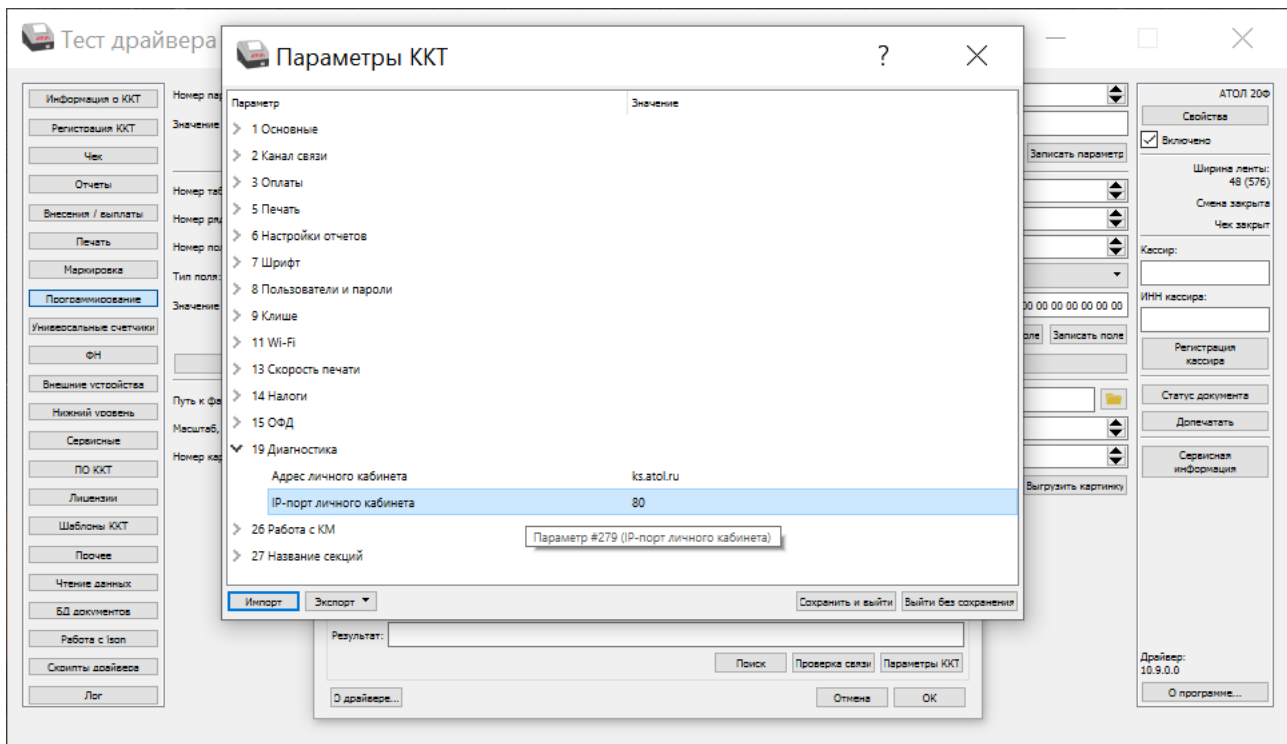 Тест драйвера
Параметры ККТ
?
Информация о ККТ
Регистрация ККТ
Чек
Отчеты
Внесения / выплаты
Печать
Маркировка
Программирование
Универсальные счетчики
ФН
Внешние устройства
Нижний уровень
Сервисные
ПО ККТ
Лицензии
Шаблоны ККТ
Прочее
Чтение данных
БД документов
Работа с json
Скрипты драйвера
Лог
Номер
Значение
Номер
Номер
Номер
Тип поля:
Значение
Путь к
Масштаб,
Номер
Параметр Значение
1 Основные
2 Канал связи
3 Оплаты
5 Печать
6 Настройки отчетов
7 Шрифт
8 Пользователи и пароли
9 Клише
11 Wi-Fi
13 Скорость печати
14 Налоги
15 ОФД
19 Диагностика
Адрес личного кабинета ks.atol.ru
IP-порт личного кабинета 80
26 Работа с КМ
Параметр #279 (IP-порт личного кабинета)
27 Название секций
Импорт Экспорт Сохранить и выйти Выйти без сохранения
Результат:
Поиск Проверка связи Параметры ККТ
О драйвере... Отмена OK
Записать параметр
00 00 00 00 00 00 00
Записать поле
Выгрузить картинку
АТОЛ 20Ф
Свойства
Включено
Ширина ленты:
48 (576)
Смена закрыта
Чек закрыт
Кассир:
ИНН кассира:
Регистрация
кассира
Статус документа
Допечатать
Сервисная
информация
Драйвер:
10.9.0.0
О программе...